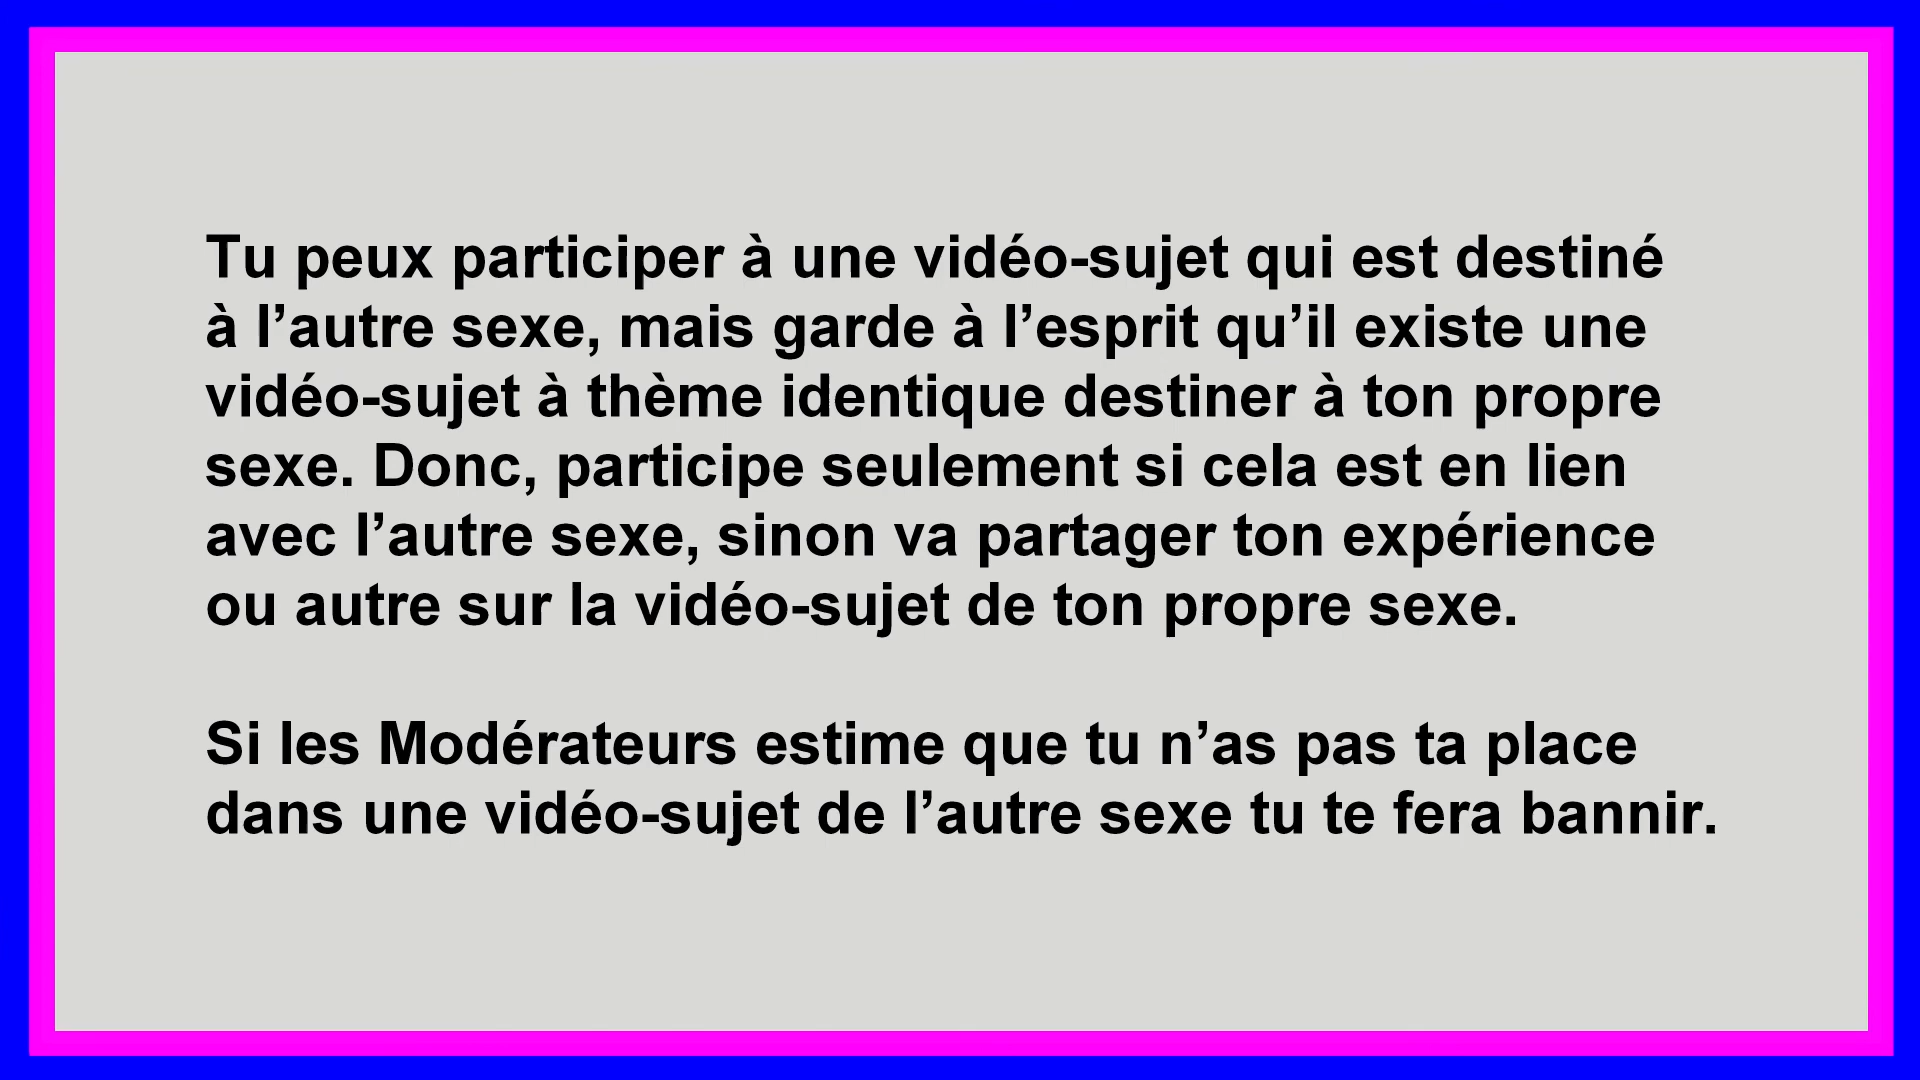 Tu peux participer à une vidéo-sujet qui est destiné
à l’autre sexe, mais garde à l’esprit qu’il existe une
vidéo-sujet à thème identique destiner à ton propre
sexe. Donc, participe seulement si cela est en lien
avec l’autre sexe, sinon va partager ton expérience
ou autre sur la vidéo-sujet de ton propre sexe.
Si les Modérateurs estime que tu n’as pas ta place
dans une vidéo-sujet de l’autre sexe tu te fera bannir.